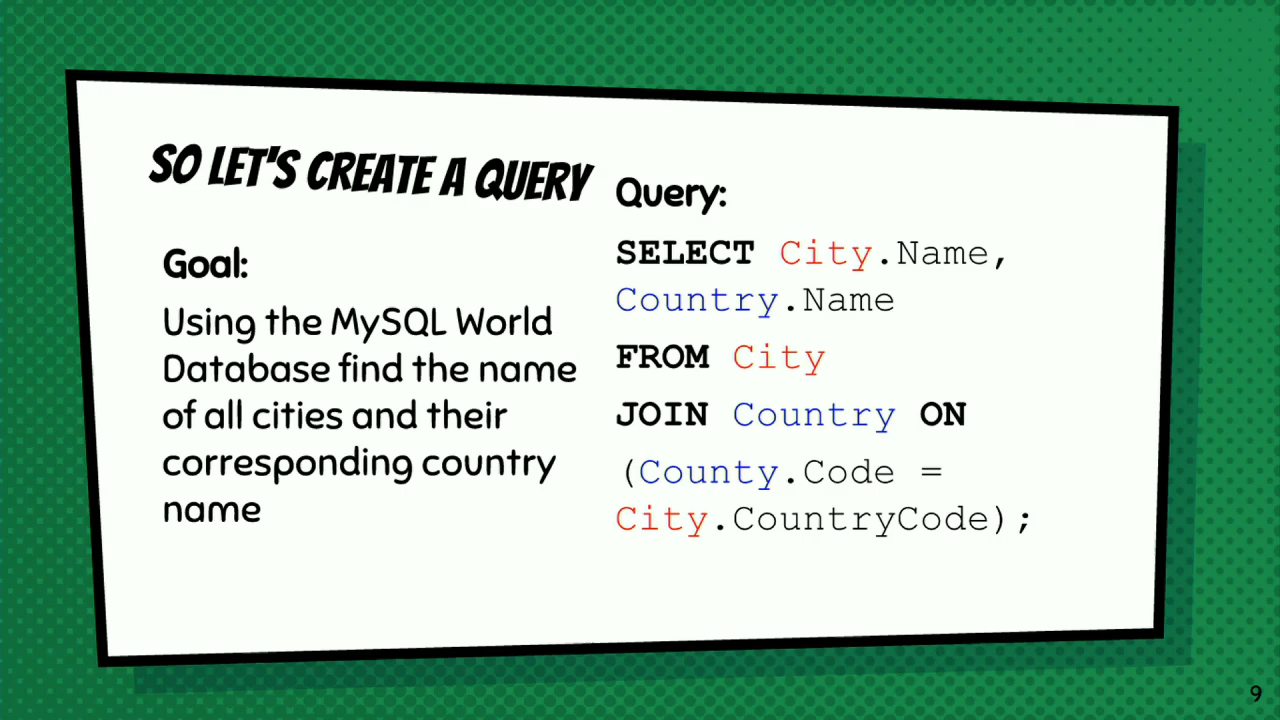 SO LET'S CREATE A QUERY
Goal:
Using the MySQL World
Database find the name
of all cities and their
corresponding country
name
Query:
SELECT City.Name,
Country.Name
FROM City
JOIN Country ON
(County.Code =
City.CountryCode);
9